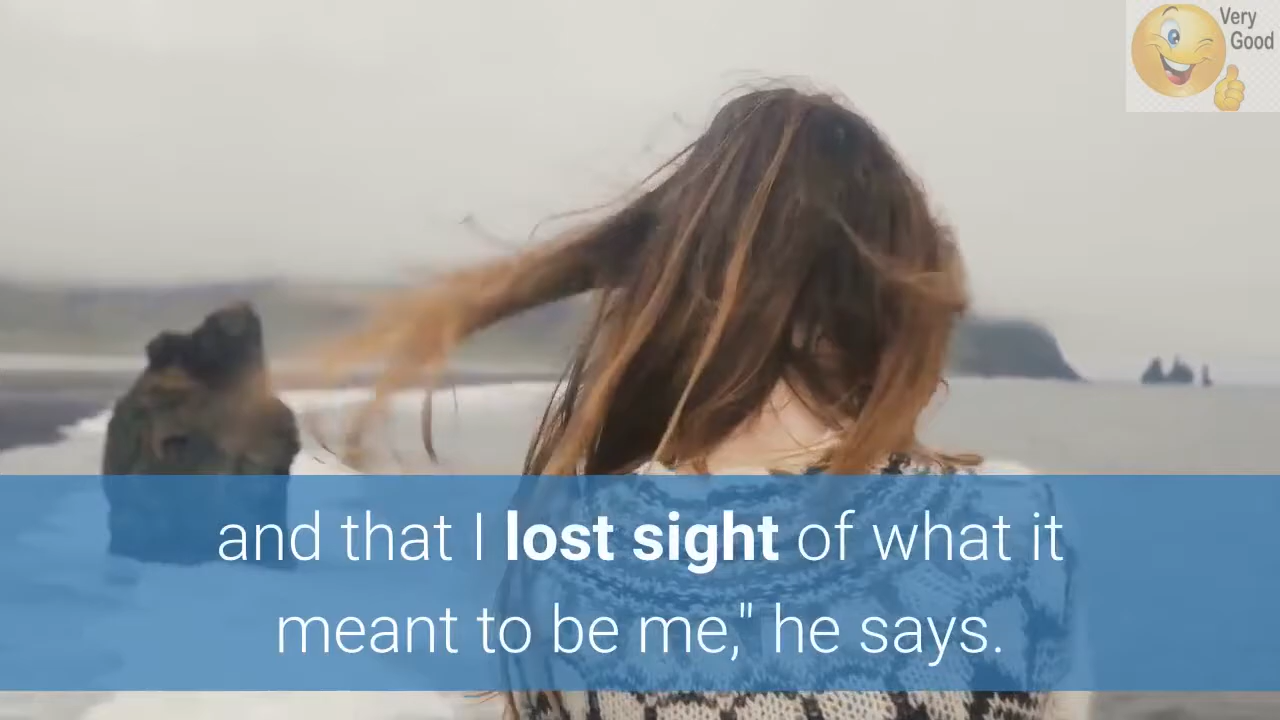 Very
Good
and that I lost sight of what it
meant to be me," he says.